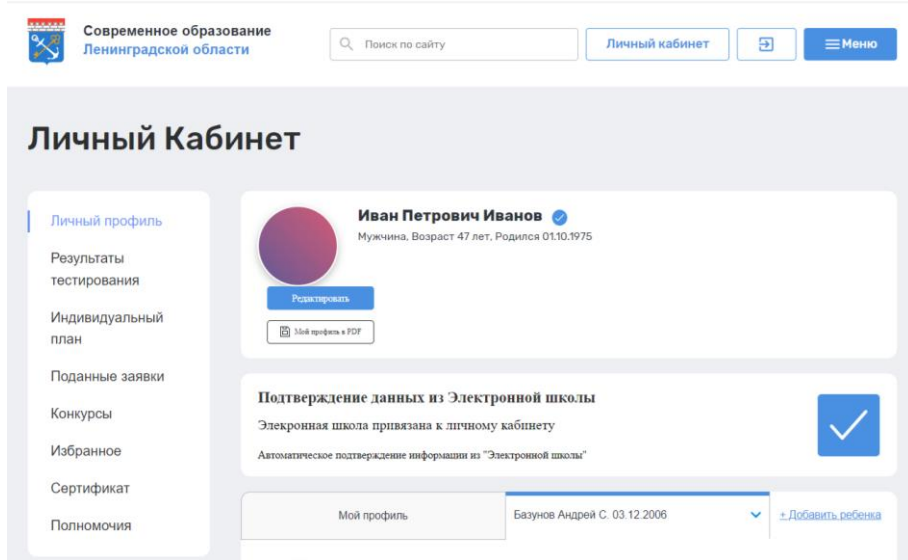 Современное образование
Ленинградской области
Поиск по сайту
Личный кабинет
Меню
Личный Кабинет
Личный профиль
Результаты
тестирования
Индивидуальный
план
Поданные заявки
Конкурсы
Избранное
Сертификат
Полномочия
Иван Петрович Иванов
Мужчина, Возраст 47 лет, Родился 01.10.1975
Редактировать
Мой профиль в PDF
Подтверждение данных из Электронной школы
Элекронная школа привязана к личному кабинету
Автоматическое подтверждение информации из "Электронной школы"
Мой профиль
Базунов Андрей С. 03.12.2006
+ Добавить ребенка